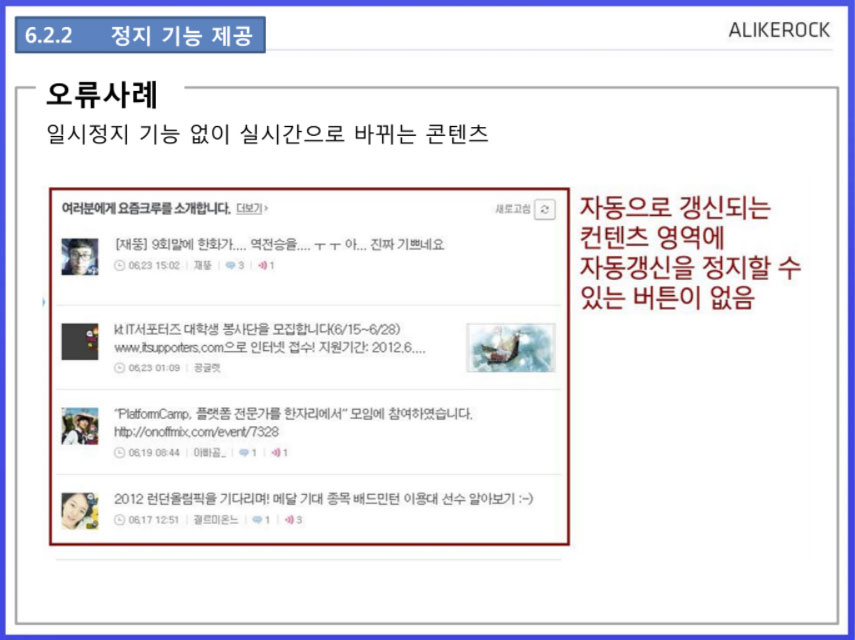 6.2.2 정지 기능 제공
ALIKEROCK
오류사례
일시정지 기능 없이 실시간으로 바뀌는 콘텐츠
여러분에게 요즘크루를 소개합니다. 더보기›
새로고침
[재뚱] 9회말에 한화가.... 역전승을.... ㅜㅜ 아... 진짜 기쁘네요
06.23 15:02 재뚱 3 1
kt IT서포터즈 대학생 봉사단을 모집합니다(6/15~6/28)
www.itsupporters.com으로 인터넷 접수! 지원기간: 2012.6....
06.23 01:09 콩글럿
"PlatformCamp, 플랫폼 전문가를 한자리에서" 모임에 참여하였습니다.
http://onoffmix.com/event/7328
06.19 08:44 아빠곰_ 1 1
2012 런던올림픽을 기다리며! 메달 기대 종목 배드민턴 이용대 선수 알아보기 :-)
06.17 12:51 결르미온느 1 3
자동으로 갱신되는
컨텐츠 영역에
자동갱신을 정지할 수
있는 버튼이 없음